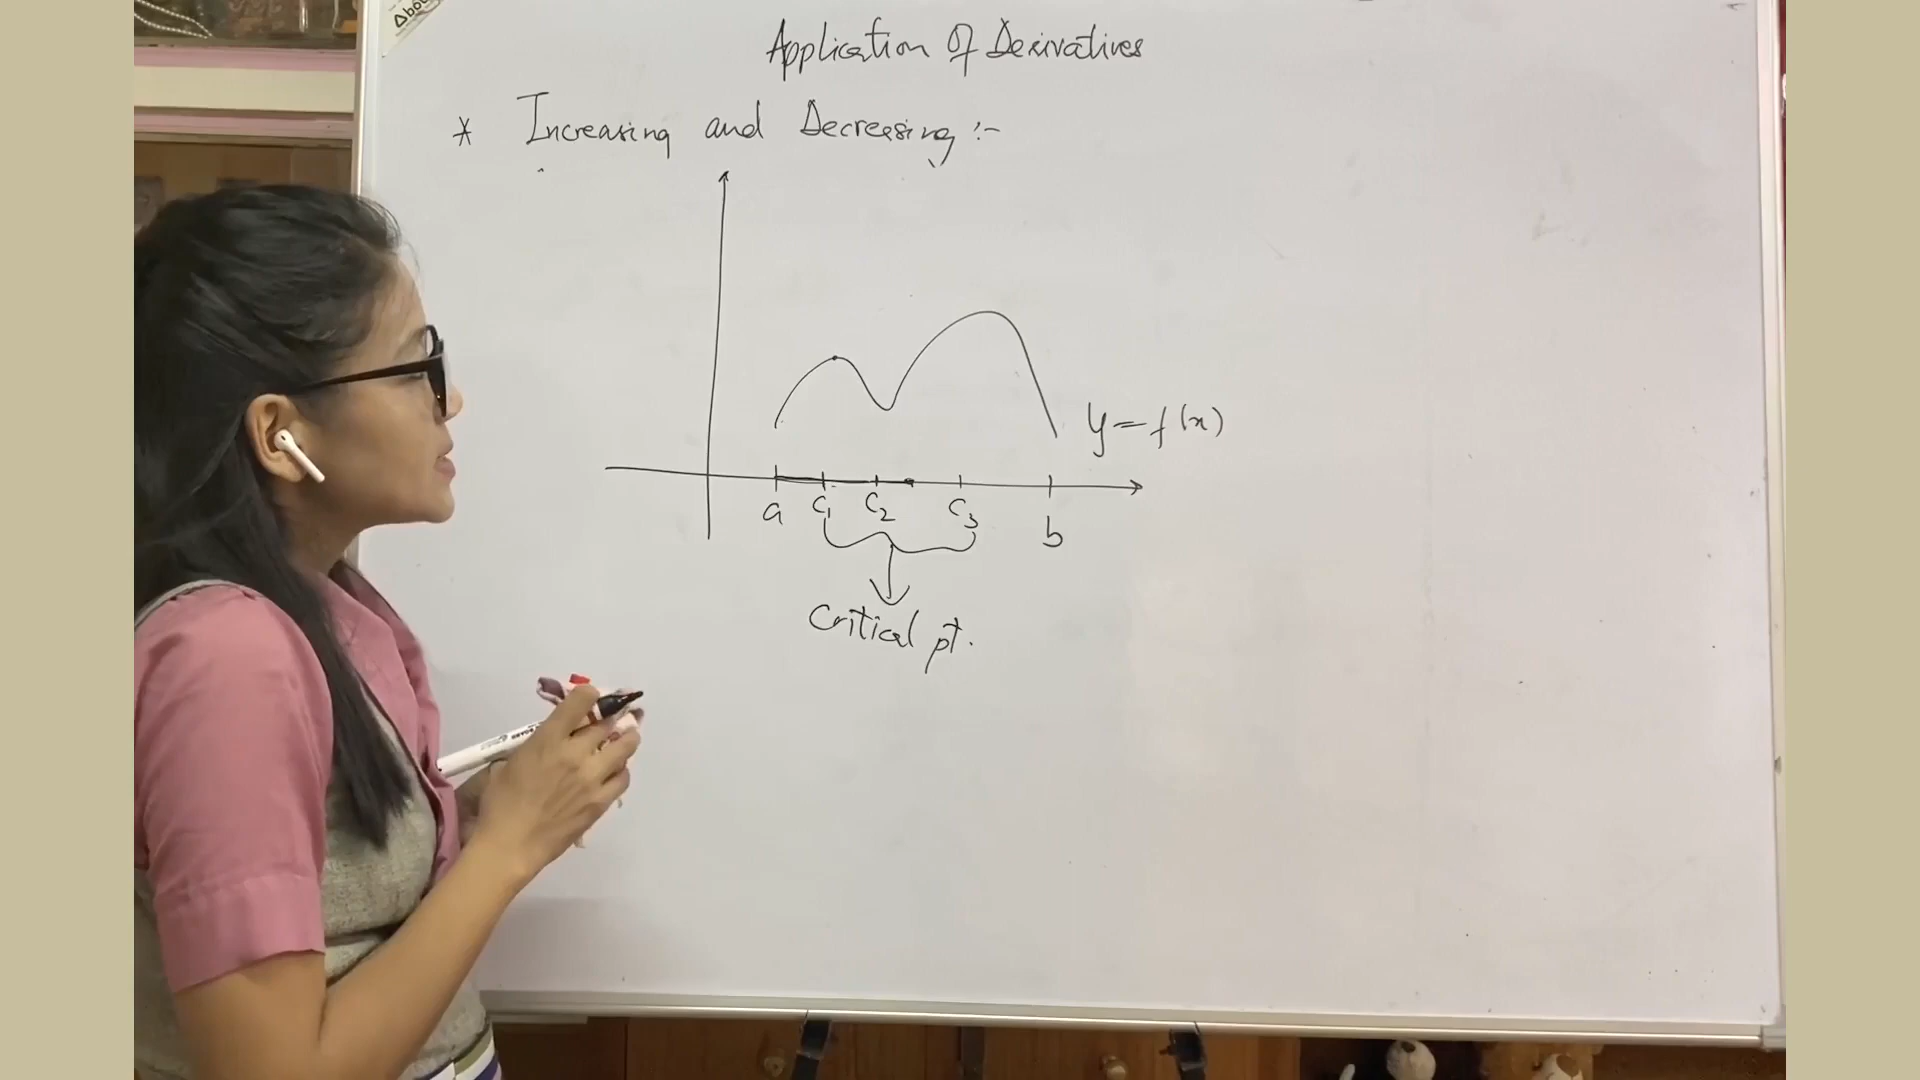 Application Of Derivatives
* Increasing and Decreasing :-
y = f(x)
a c₁ c₂ c₃ b
Critical pt.